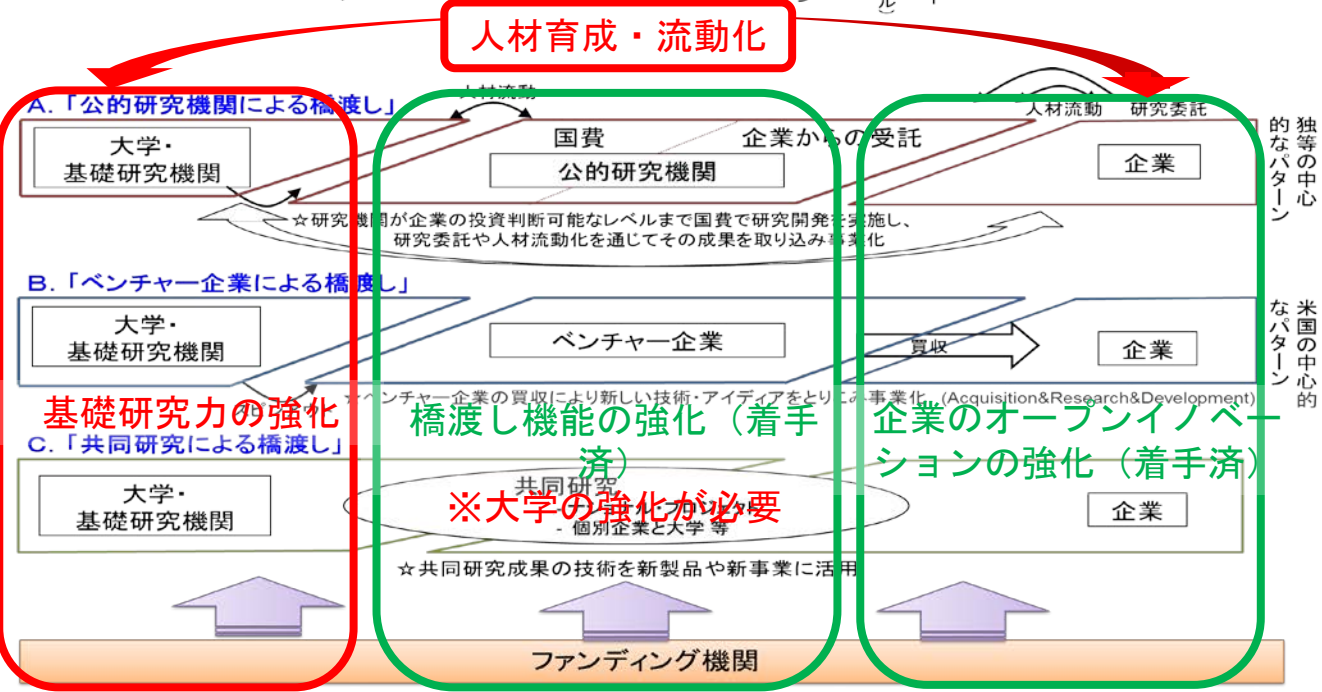 ル）
人材育成・流動化
A.「公的研究機関による橋渡し」
人材流動
人材流動
研究委託
大学・
基礎研究機関
国費
企業からの受託
公的研究機関
企業
独等の中心
的なパターン
☆研究機関が企業の投資判断可能なレベルまで国費で研究開発を実施し、
研究委託や人材流動化を通じてその成果を取り込み事業化
B.「ベンチャー企業による橋渡し」
大学・
基礎研究機関
ベンチャー企業
買収
企業
米国の中心的
なパターン
☆ベンチャー企業の買収により新しい技術・アイディアをとりこみ事業化 (Acquisition&Research&Development)
基礎研究力の強化
橋渡し機能の強化（着手
済）
※大学の強化が必要
企業のオープンイノベー
ションの強化（着手済）
C.「共同研究による橋渡し」
大学・
基礎研究機関
共同研究
- ナショナル・プロジェクト
- 個別企業と大学 等
企業
☆共同研究成果の技術を新製品や新事業に活用
ファンディング機関